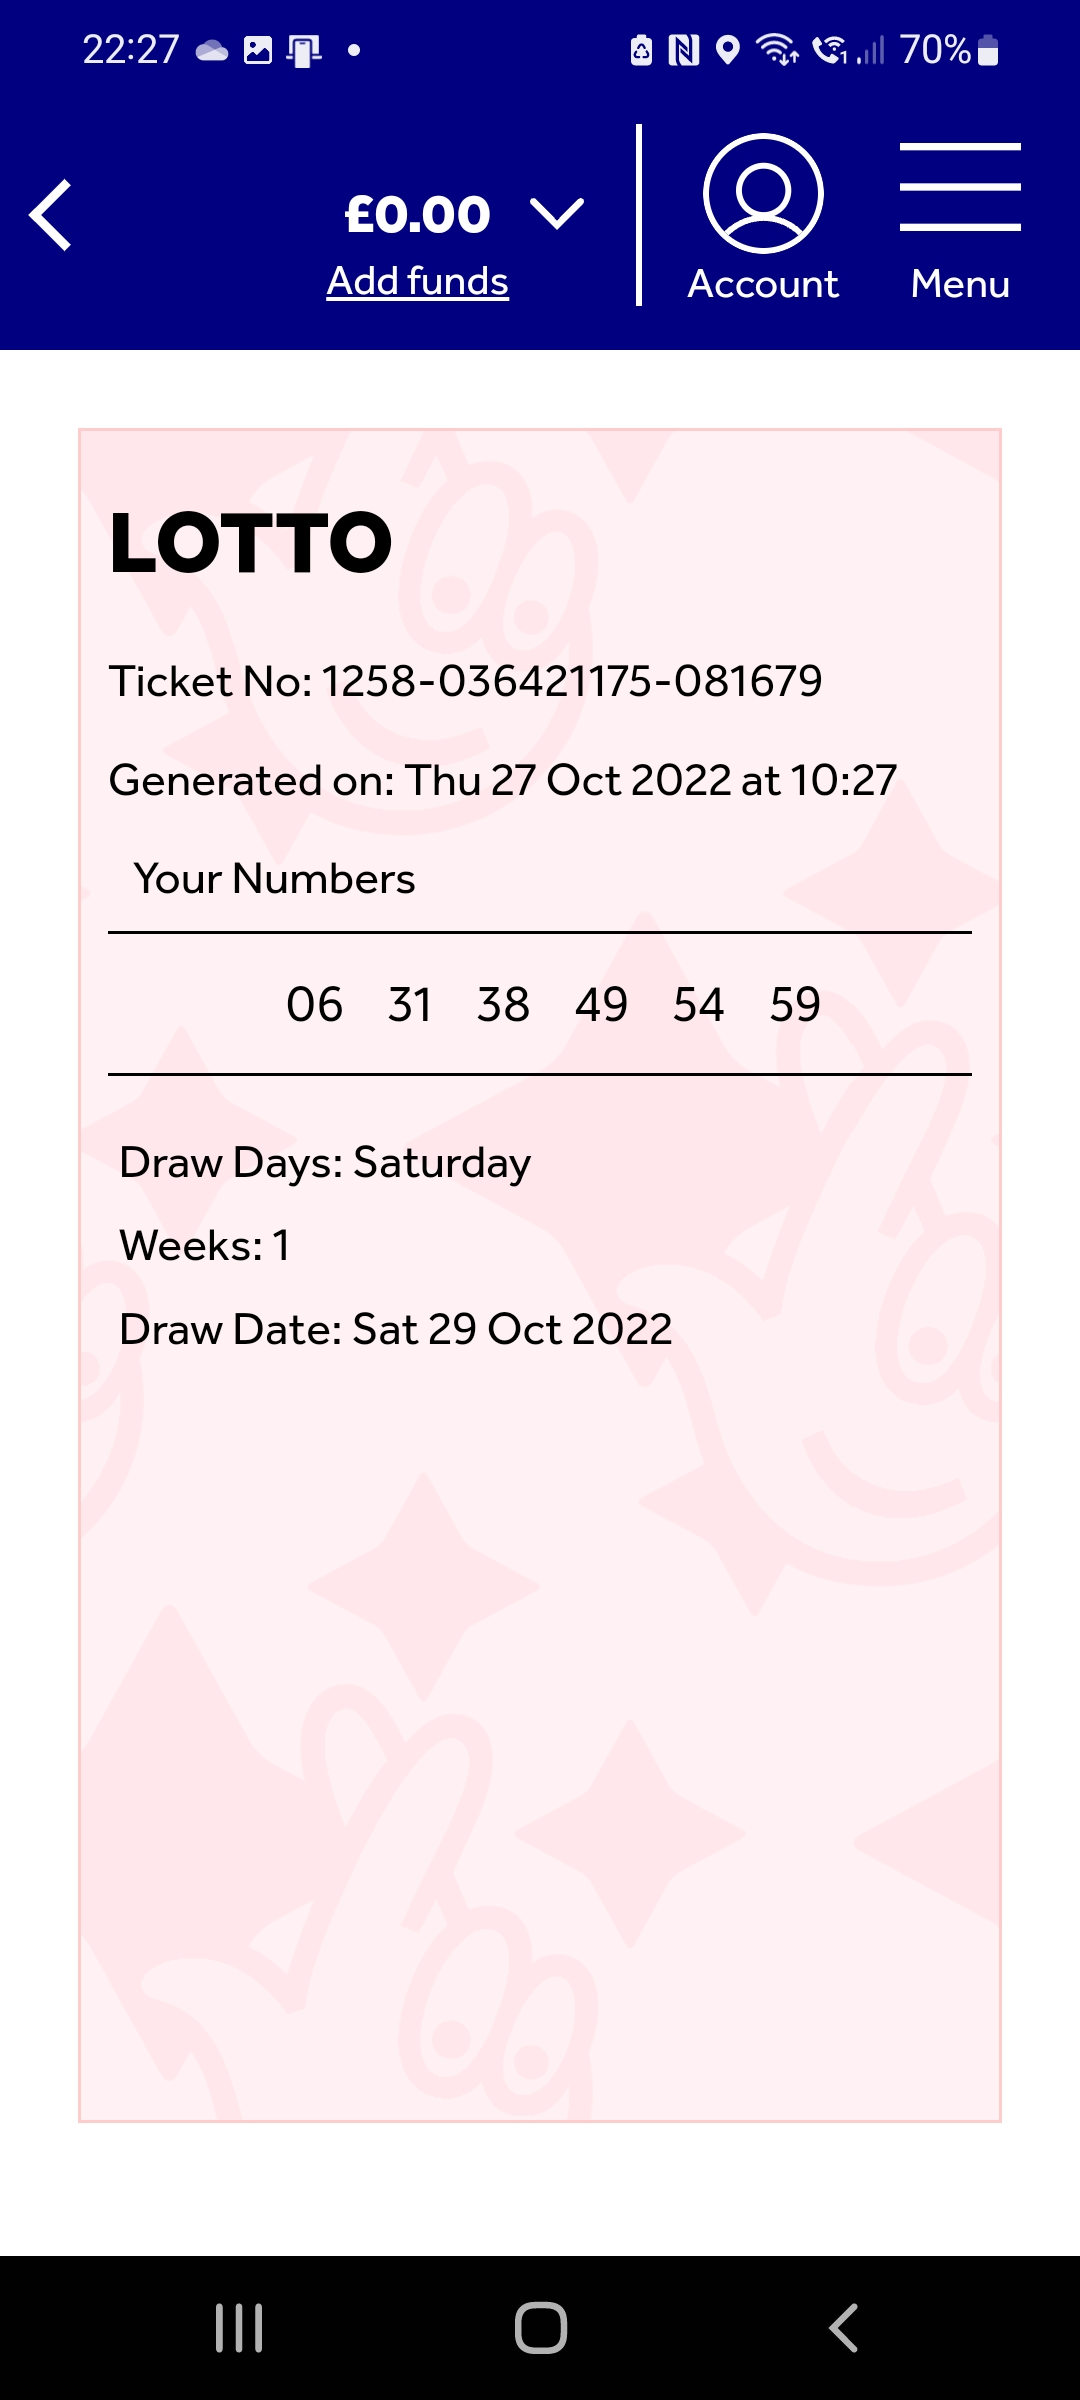 22:27
1
70%
£0.00
Add funds
Account
Menu
LOTTO
Ticket No: 1258-036421175-081679
Generated on: Thu 27 Oct 2022 at 10:27
Your Numbers
06 31 38 49 54 59
Draw Days: Saturday
Weeks: 1
Draw Date: Sat 29 Oct 2022